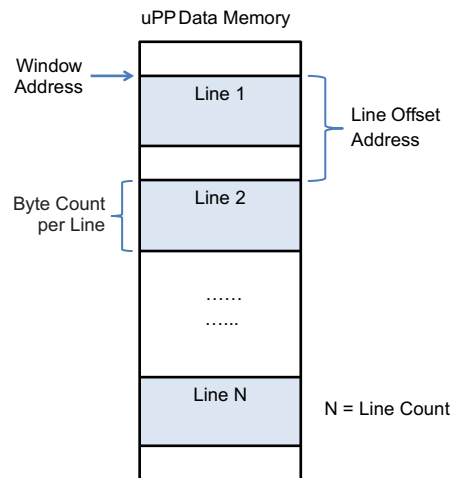 uPP Data Memory
Window
Address
Line 1
Line Offset
Address
Line 2
Byte Count
per Line
......
......
Line N
N = Line Count